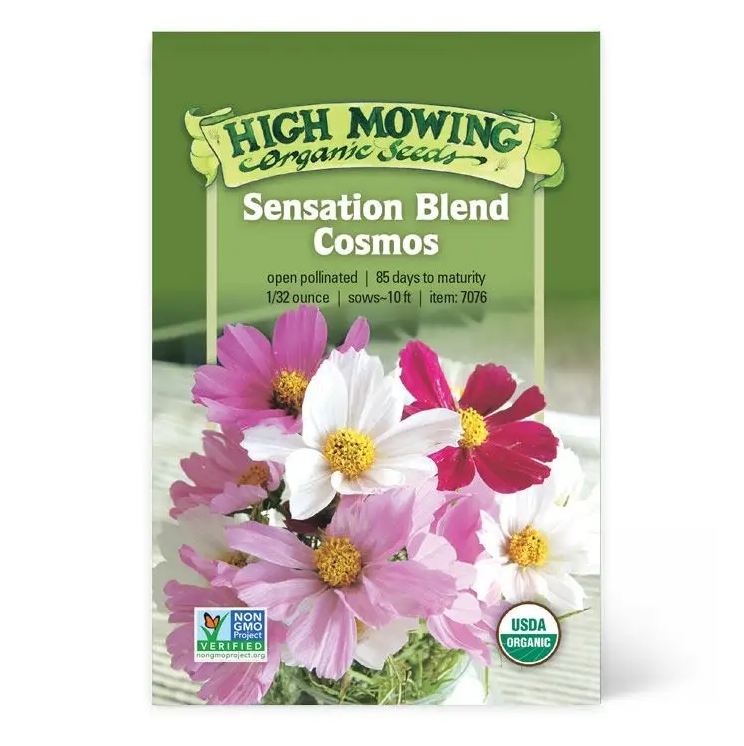 HIGH MOWING
Organic Seeds
Sensation Blend
Cosmos
open pollinated | 85 days to maturity
1/32 ounce | sows~10 ft | item: 7076
NON
GMO
Project
VERIFIED
nongmoproject.org
USDA
ORGANIC